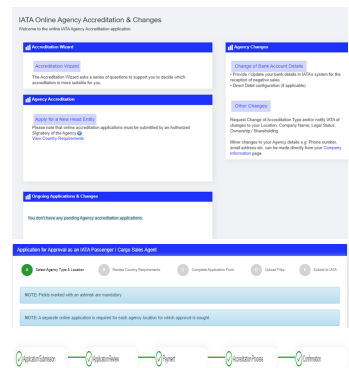 IATA Online Agency Accreditation & Changes
Welcome to the online IATA Agency Accreditation application.
Accreditation Wizard
Accreditation Wizard
The Accreditation Wizard asks a series of questions to support you to decide which
accreditation is more suitable for you.
Agency Accreditation
Apply for a New Head Entity
Please note that online accreditation applications must be submitted by an Authorized
Signatory of the Agency
View Country Requirements
Ongoing Applications & Changes
You don't have any pending Agency accreditation applications.
Agency Changes
Change of Bank Account Details
• Provide / Update your bank details in IATA's system for the
reception of net remittance
• Direct Debit configuration (if applicable)
Other Changes
Request Change of Accreditation Type and/or notify IATA of
changes to your Location, Company Name, Legal Status,
Ownership / Shareholding
Minor changes to your Agency details e.g. Phone number,
email address etc. can be made directly from your Company
Information page
Application for Approval as an IATA Passenger / Cargo Sales Agent
A Select Agency Type & Location
B Review Country Requirements
C Complete Application Form
D Upload Files
E Submit to IATA
NOTE: Fields marked with an asterisk are mandatory
NOTE: A separate online application is required for each agency location for which approval is sought.
Application Submission
Application Review
Payment
Accreditation Process
Confirmation